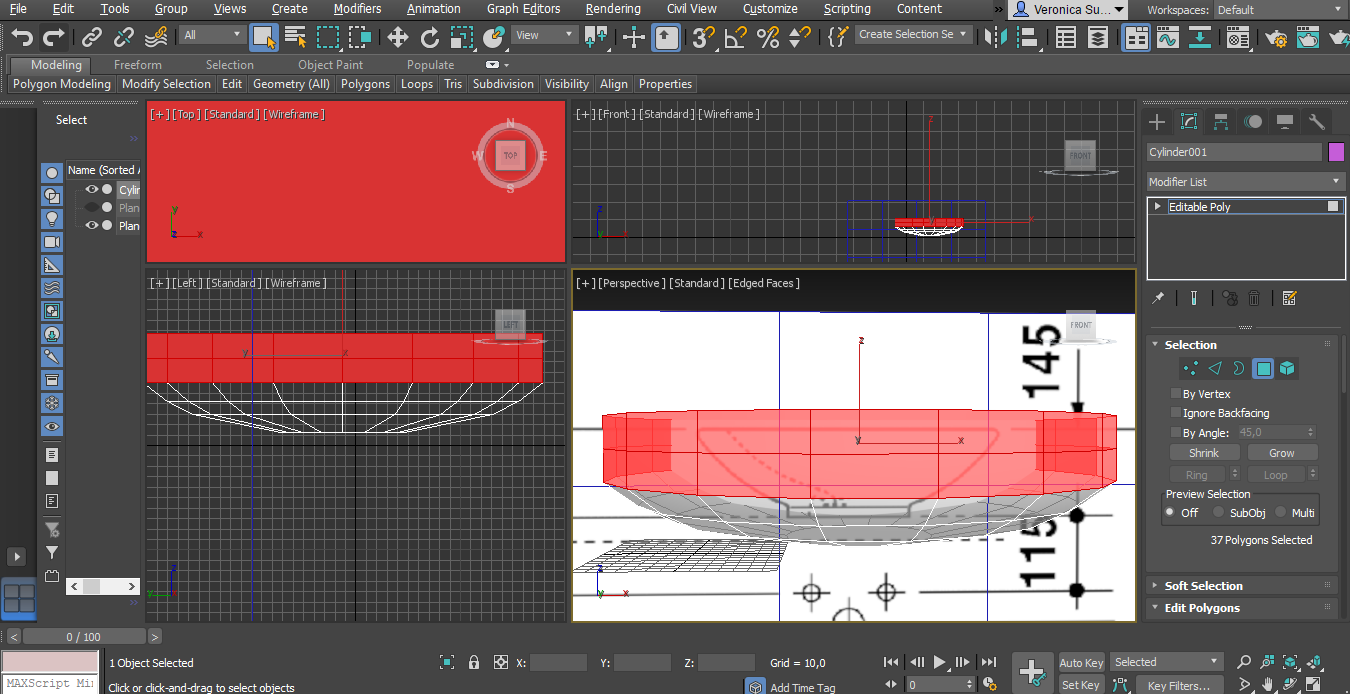 File Edit Tools Group Views Create Modifiers Animation Graph Editors Rendering Civil View Customize Scripting Content » Veronica Su... Workspaces: Default
All View 3 Create Selection Se
Modeling Freeform Selection Object Paint Populate
Polygon Modeling Modify Selection Edit Geometry (All) Polygons Loops Tris Subdivision Visibility Align Properties
Select
»
Name (Sorted A
Cylin
Plan
Plan
»
[+] [Top] [Standard] [Wireframe]
N
W TOP E
S
y
z x
[+] [Front] [Standard] [Wireframe]
FRONT
z
y x
z
y
[+] [Left] [Standard] [Wireframe]
LEFT
y x
z
y
[+] [Perspective] [Standard] [Edged Faces]
FRONT
145
z
y x
115
z
y x
Cylinder001
Modifier List
Editable Poly
Selection
By Vertex
Ignore Backfacing
By Angle: 45,0
Shrink Grow
Ring Loop
Preview Selection
Off SubObj Multi
37 Polygons Selected
Soft Selection
Edit Polygons
< 0 / 100 >
1 Object Selected X: Y: Z: Grid = 10,0 Auto Key Selected
MAXScript Mi
Click or click-and-drag to select objects Add Time Tag 0 Set Key Key Filters...